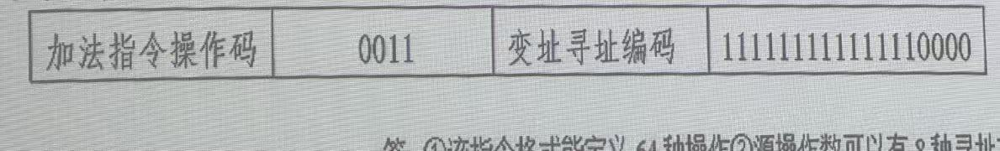 加法指令操作码 0011 变址寻址编码 1111111111110000
答 ①该指令格式能定义 64 种操作②源操作数可以有 8 种寻址